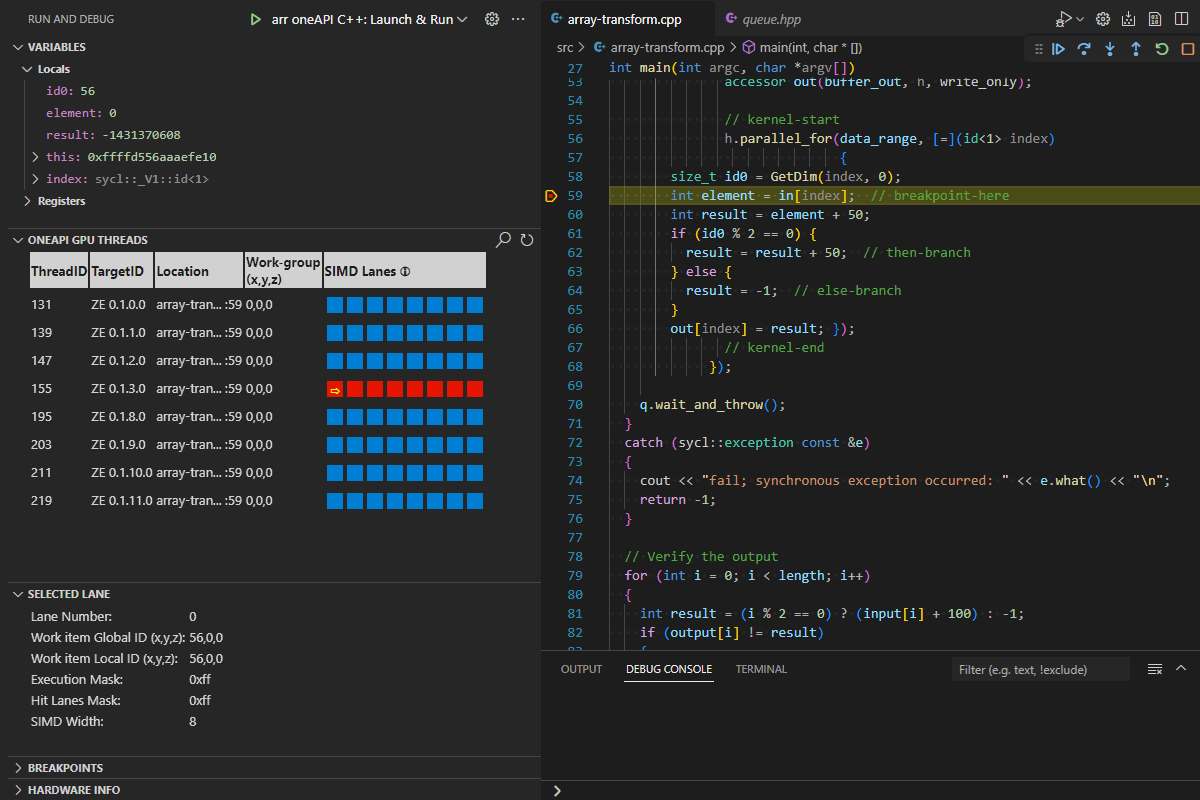 RUN AND DEBUG
arr oneAPI C++: Launch & Run
VARIABLES
Locals
id0: 56
element: 0
result: -1431370608
this: 0xffffd556aaaefe10
index: sycl::_V1::id<1>
Registers
ONEAPI GPU THREADS
ThreadID TargetID Location Work-group (x,y,z) SIMD Lanes
131 ZE 0.1.0.0 array-tran... :59 0,0,0
139 ZE 0.1.1.0 array-tran... :59 0,0,0
147 ZE 0.1.2.0 array-tran... :59 0,0,0
155 ZE 0.1.3.0 array-tran... :59 0,0,0
195 ZE 0.1.8.0 array-tran... :59 0,0,0
203 ZE 0.1.9.0 array-tran... :59 0,0,0
211 ZE 0.1.10.0 array-tran... :59 0,0,0
219 ZE 0.1.11.0 array-tran... :59 0,0,0
SELECTED LANE
Lane Number: 0
Work item Global ID (x,y,z): 56,0,0
Work item Local ID (x,y,z): 56,0,0
Execution Mask: 0xff
Hit Lanes Mask: 0xff
SIMD Width: 8
BREAKPOINTS
HARDWARE INFO
array-transform.cpp queue.hpp
src > array-transform.cpp > main(int, char * [])
27 int main(int argc, char *argv[])
53 accessor out(buffer_out, h, write_only);
54
55 // kernel-start
56 h.parallel_for(data_range, [=](id<1> index)
57 {
58 size_t id0 = GetDim(index, 0);
59 int element = in[index]; // breakpoint-here
60 int result = element + 50;
61 if (id0 % 2 == 0) {
62 result = result + 50; // then-branch
63 } else {
64 result = -1; // else-branch
65 }
66 out[index] = result; });
67 // kernel-end
68 });
69
70 q.wait_and_throw();
71 }
72 catch (sycl::exception const &e)
73 {
74 cout << "fail; synchronous exception occurred: " << e.what() << "\n";
75 return -1;
76 }
77
78 // Verify the output
79 for (int i = 0; i < length; i++)
80 {
81 int result = (i % 2 == 0) ? (input[i] + 100) : -1;
82 if (output[i] != result)
83 {
OUTPUT DEBUG CONSOLE TERMINAL
Filter (e.g. text, !exclude)